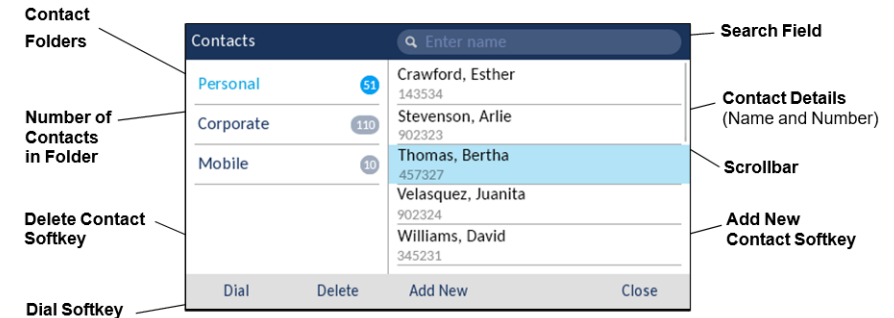 Contact
Folders
Number of
Contacts
in Folder
Delete Contact
Softkey
Dial Softkey
Contacts
Enter name
Personal 51
Corporate 110
Mobile 10
Crawford, Esther
143534
Stevenson, Arlie
902323
Thomas, Bertha
457327
Velasquez, Juanita
902324
Williams, David
345231
Dial Delete Add New Close
Search Field
Contact Details
(Name and Number)
Scrollbar
Add New
Contact Softkey